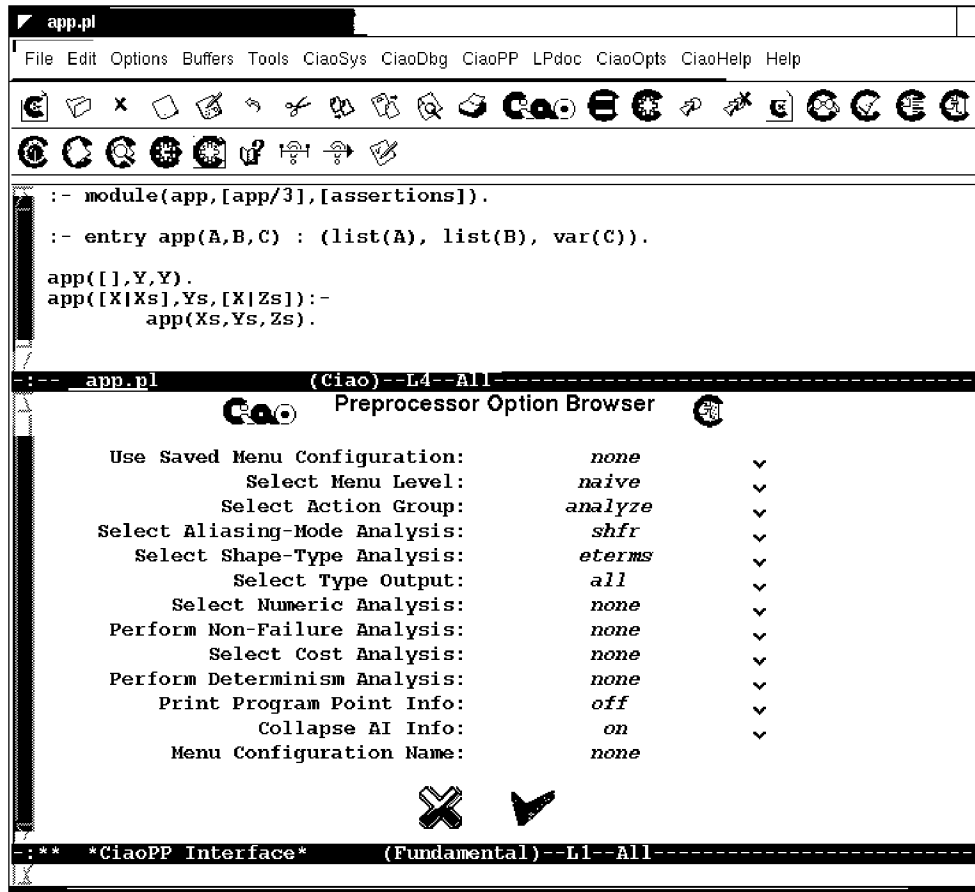 app.pl
File Edit Options Buffers Tools CiaoSys CiaoDbg CiaoPP LPdoc CiaoOpts CiaoHelp Help
Ciao
:- module(app,[app/3],[assertions]).
:- entry app(A,B,C) : (list(A), list(B), var(C)).
app([],Y,Y).
app([X|Xs],Ys,[X|Zs]):-
app(Xs,Ys,Zs).
-:-- app.pl (Ciao)--L4--All--------------------------------------
Ciao Preprocessor Option Browser
Use Saved Menu Configuration: none
Select Menu Level: naive
Select Action Group: analyze
Select Aliasing-Mode Analysis: shfr
Select Shape-Type Analysis: eterms
Select Type Output: all
Select Numeric Analysis: none
Perform Non-Failure Analysis: none
Select Cost Analysis: none
Perform Determinism Analysis: none
Print Program Point Info: off
Collapse AI Info: on
Menu Configuration Name: none
-:** *CiaoPP Interface* (Fundamental)--L1--All--------------------------